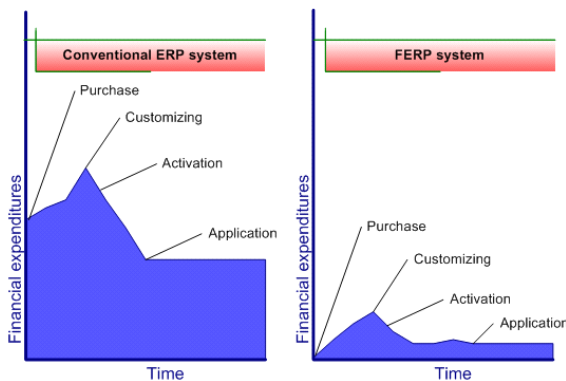 Conventional ERP system
Purchase
Customizing
Activation
Application
Financial expenditures
Time
FERP system
Purchase
Customizing
Activation
Application
Financial expenditures
Time